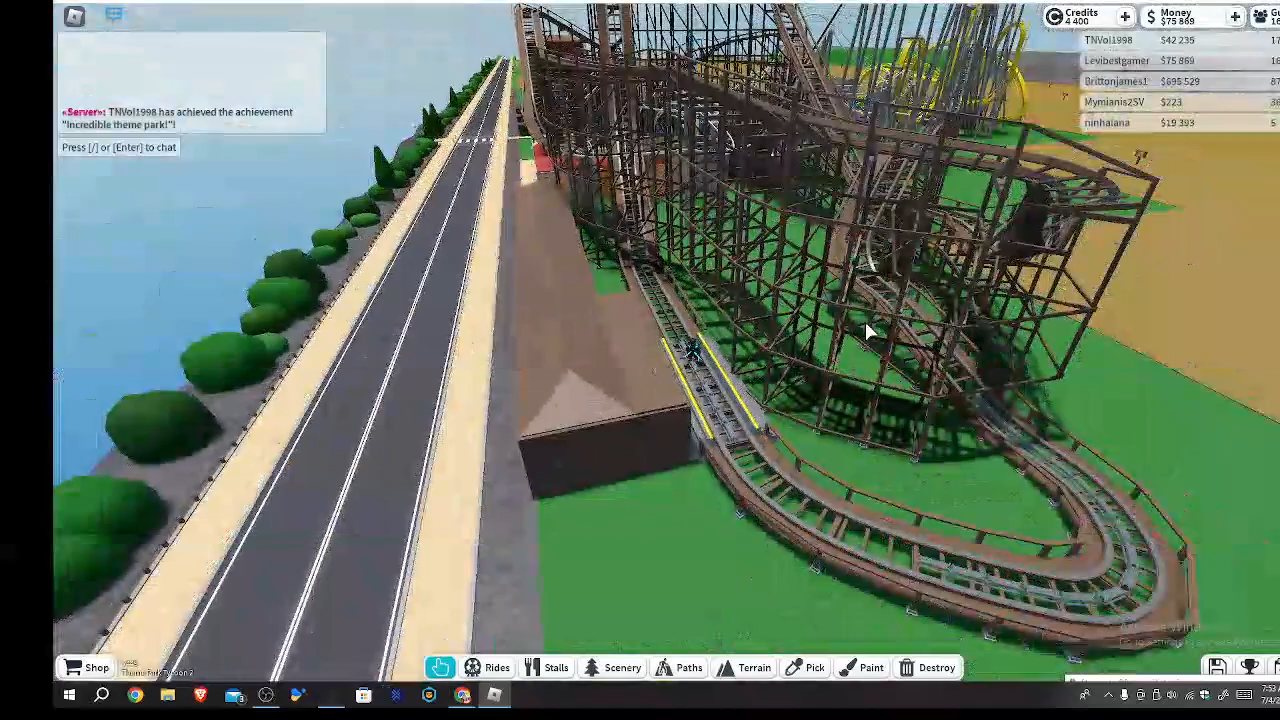 Credits
4 400
Money
$75 869
TNVol1998 $42 235
Levibestgamer $75 869
Brittonjames1 $695 529
Mymianis2SV $223
ninhalana $19 393 5
«Server»: TNVol1998 has achieved the achievement
"Incredible theme park!"!
Press [/] or [Enter] to chat
Shop
Rides
Stalls
Scenery
Paths
Terrain
Pick
Paint
Destroy